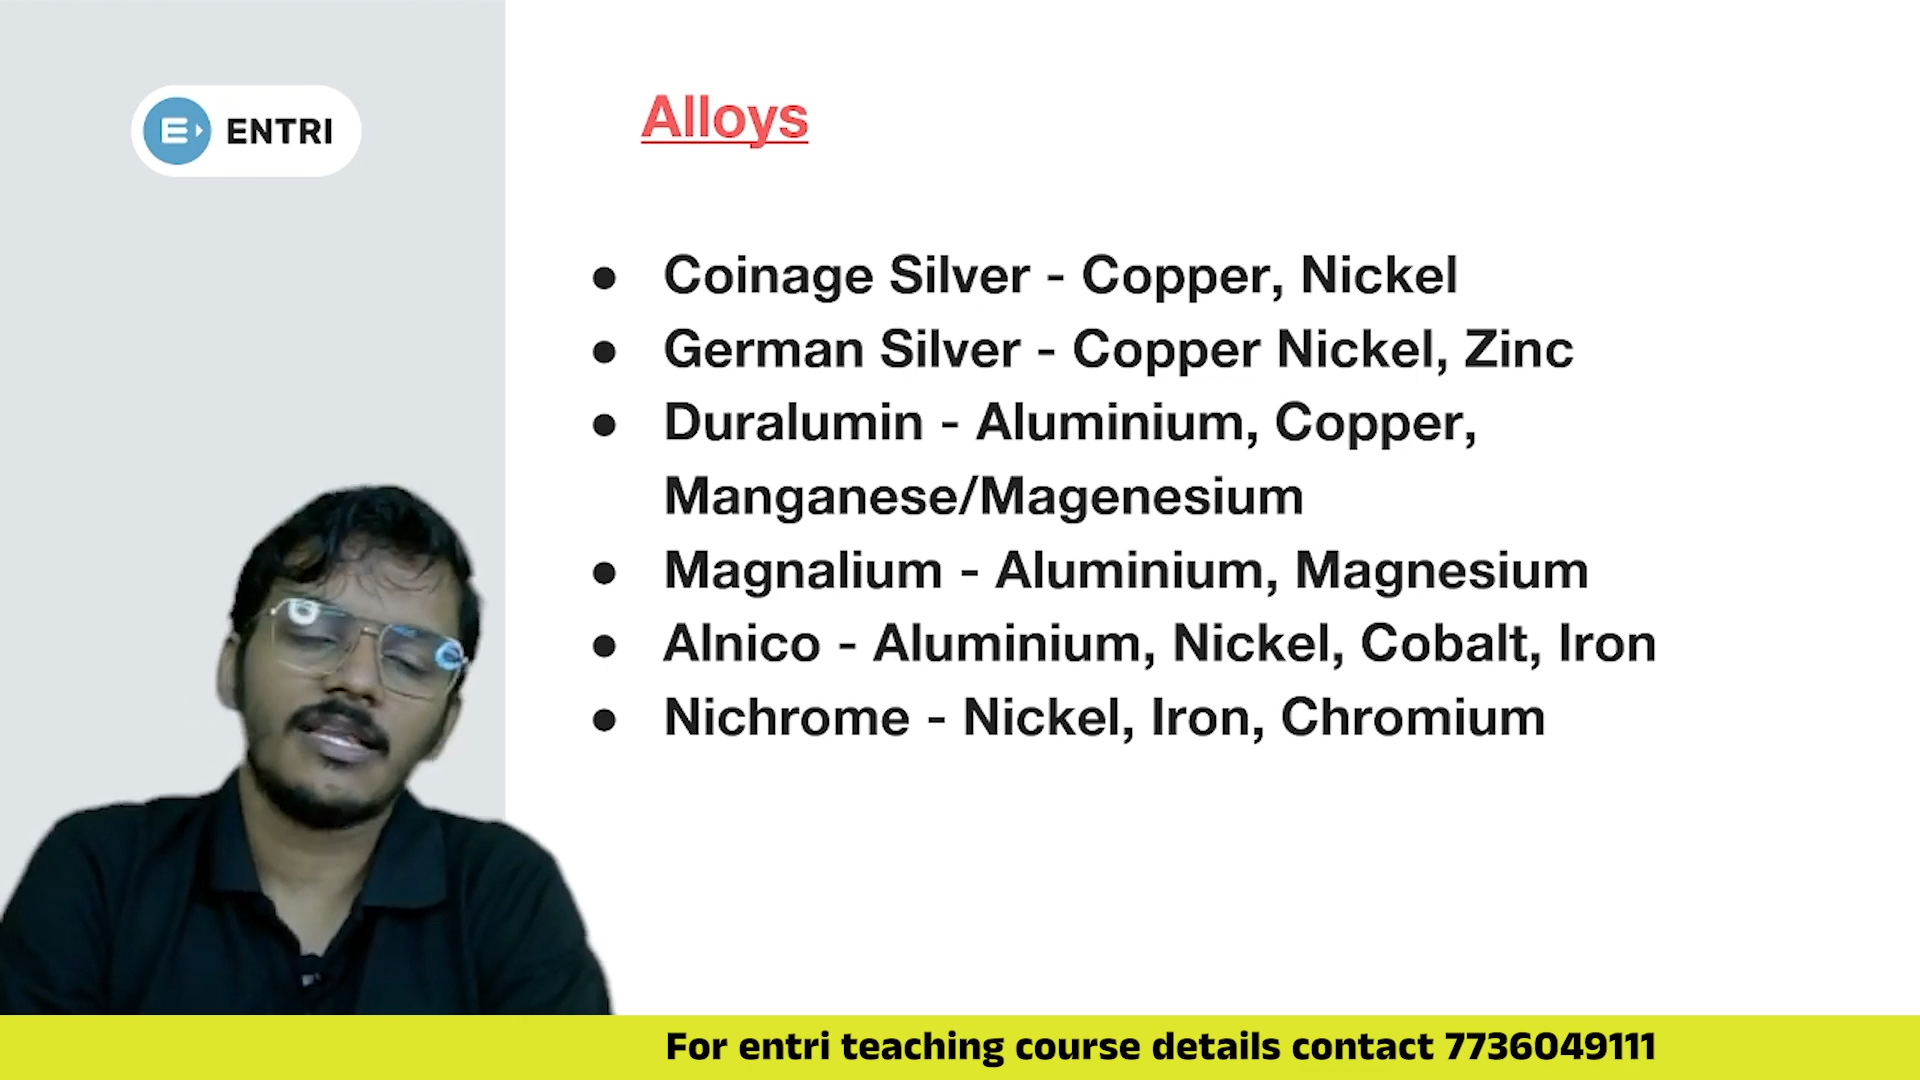 ENTRI
Alloys
● Coinage Silver - Copper, Nickel
● German Silver - Copper Nickel, Zinc
● Duralumin - Aluminium, Copper,
Manganese/Magenesium
● Magnalium - Aluminium, Magnesium
● Alnico - Aluminium, Nickel, Cobalt, Iron
● Nichrome - Nickel, Iron, Chromium
For entri teaching course details contact 7736049111